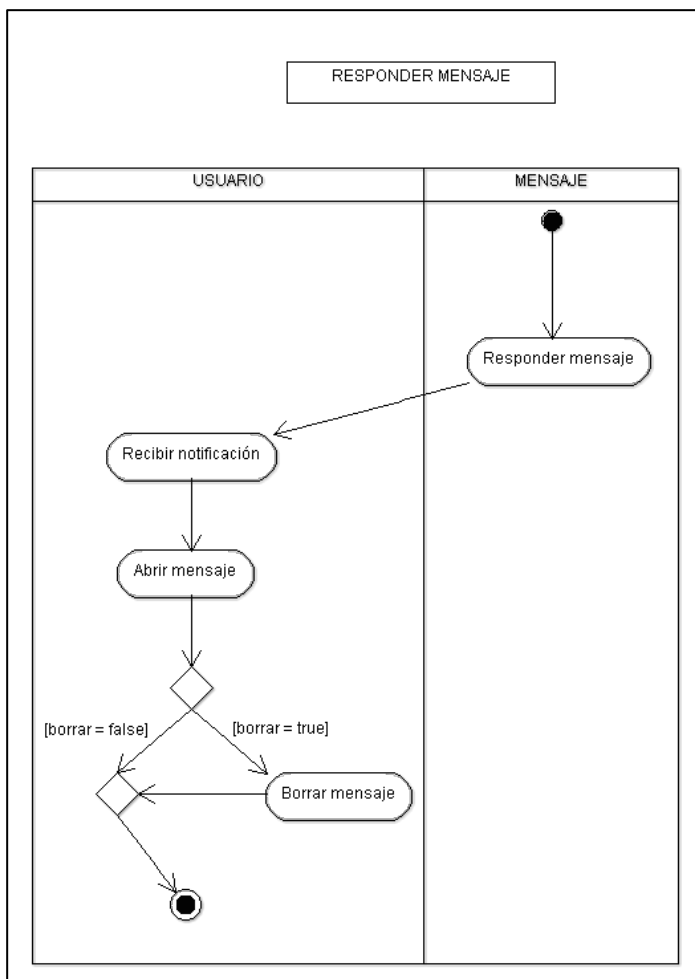 RESPONDER MENSAJE
USUARIO
MENSAJE
Responder mensaje
Recibir notificación
Abrir mensaje
[borrar = false]
[borrar = true]
Borrar mensaje